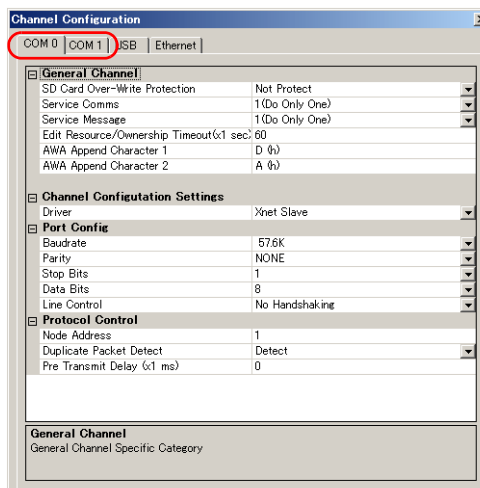 Channel Configuration
COM 0 COM 1 USB Ethernet
General Channel
SD Card Over-Write Protection Not Protect
Service Comms 1(Do Only One)
Service Message 1(Do Only One)
Edit Resource/Ownership Timeout(x1 sec) 60
AWA Append Character 1 D (h)
AWA Append Character 2 A (h)
Channel Configutation Settings
Driver Xnet Slave
Port Config
Baudrate 57.6K
Parity NONE
Stop Bits 1
Data Bits 8
Line Control No Handshaking
Protocol Control
Node Address 1
Duplicate Packet Detect Detect
Pre Transmit Delay (x1 ms) 0
General Channel
General Channel Specific Category